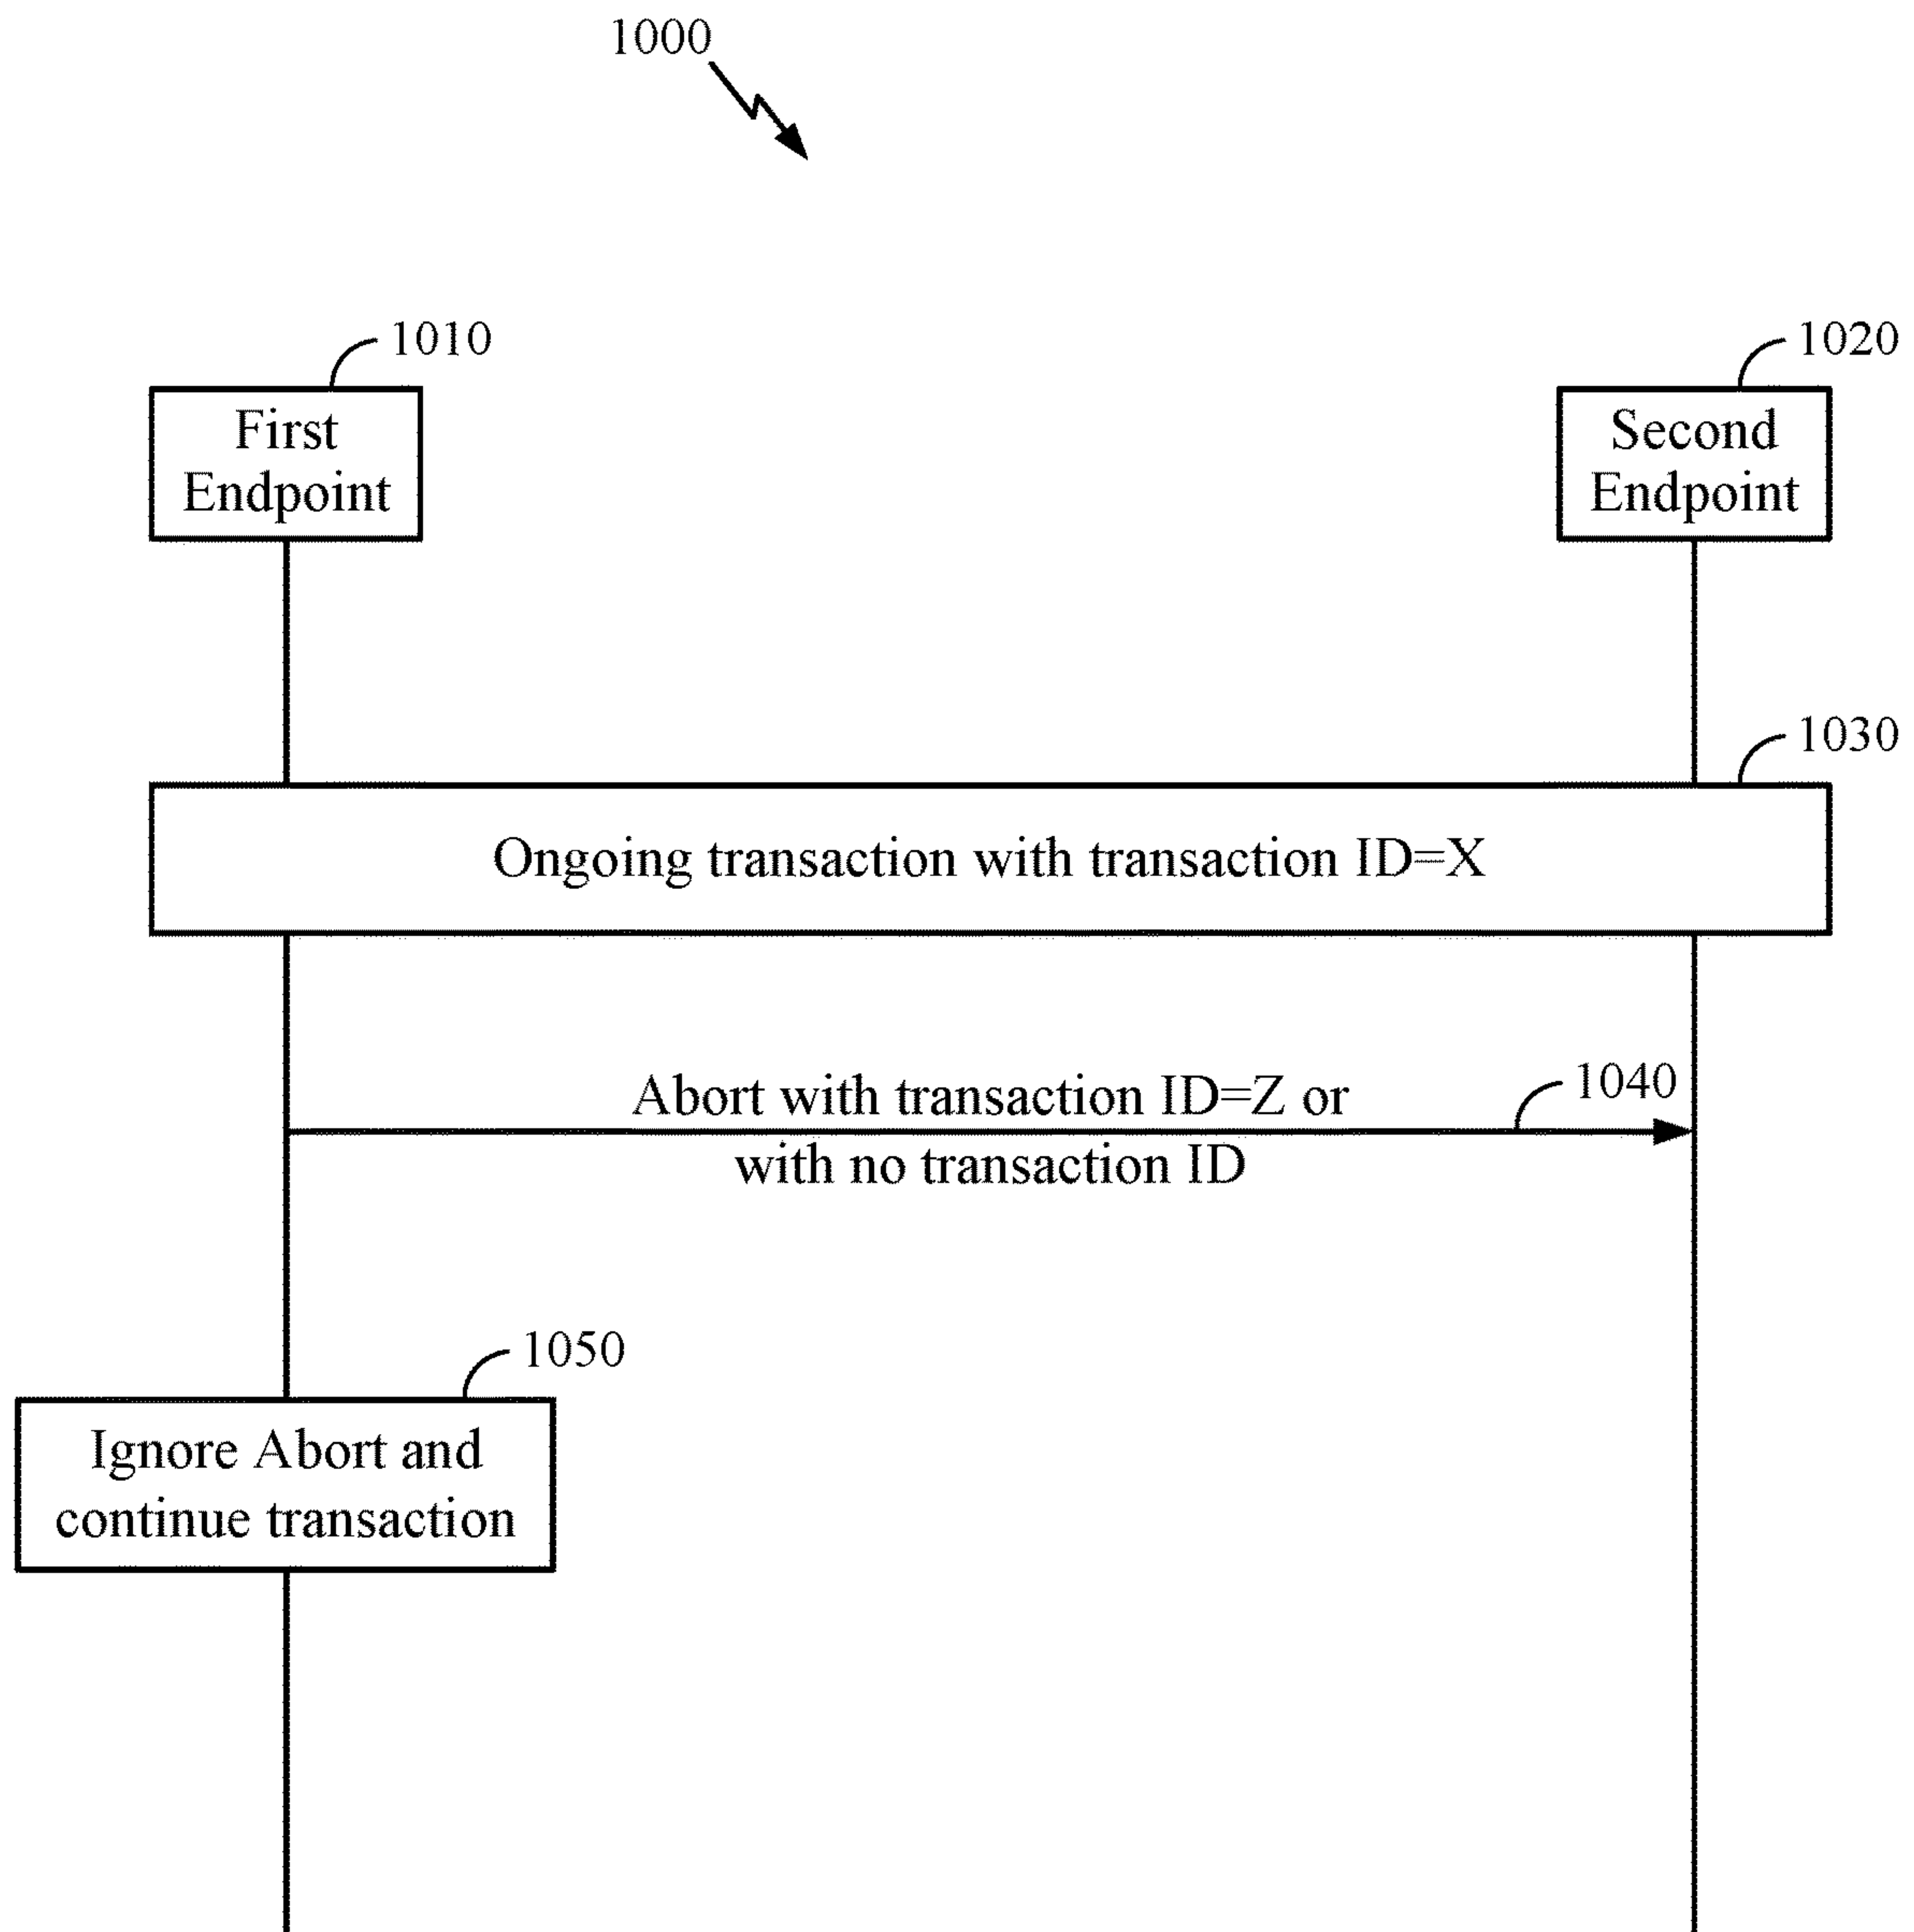 1000
1010
1020
First
Endpoint
Second
Endpoint
1030
Ongoing transaction with transaction ID=X
Abort with transaction ID=Z or
1040
with no transaction ID
1050
Ignore Abort and
continue transaction